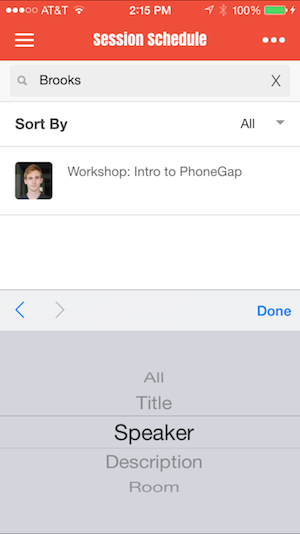 AT&T 2:15 PM 100%
Session Schedule
Brooks X
Sort By All
Workshop: Intro to PhoneGap
Done
All
Title
Speaker
Description
Room